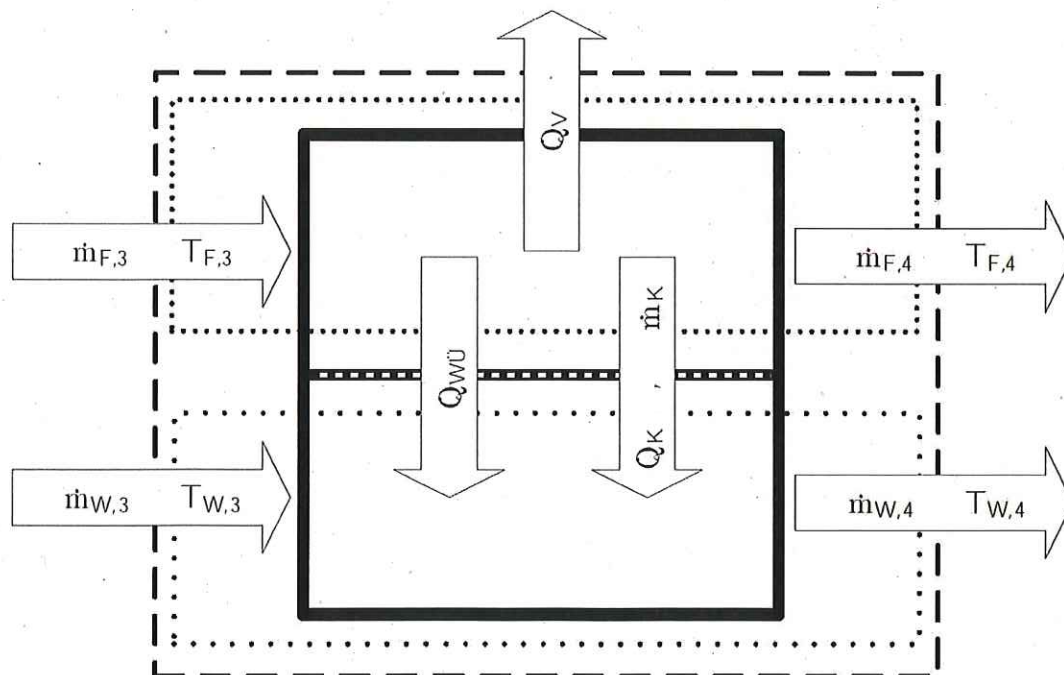 Q_V
ṁ_F,3 T_F,3
ṁ_F,4 T_F,4
Q_WÜ
Q_K , ṁ_K
ṁ_W,3 T_W,3
ṁ_W,4 T_W,4